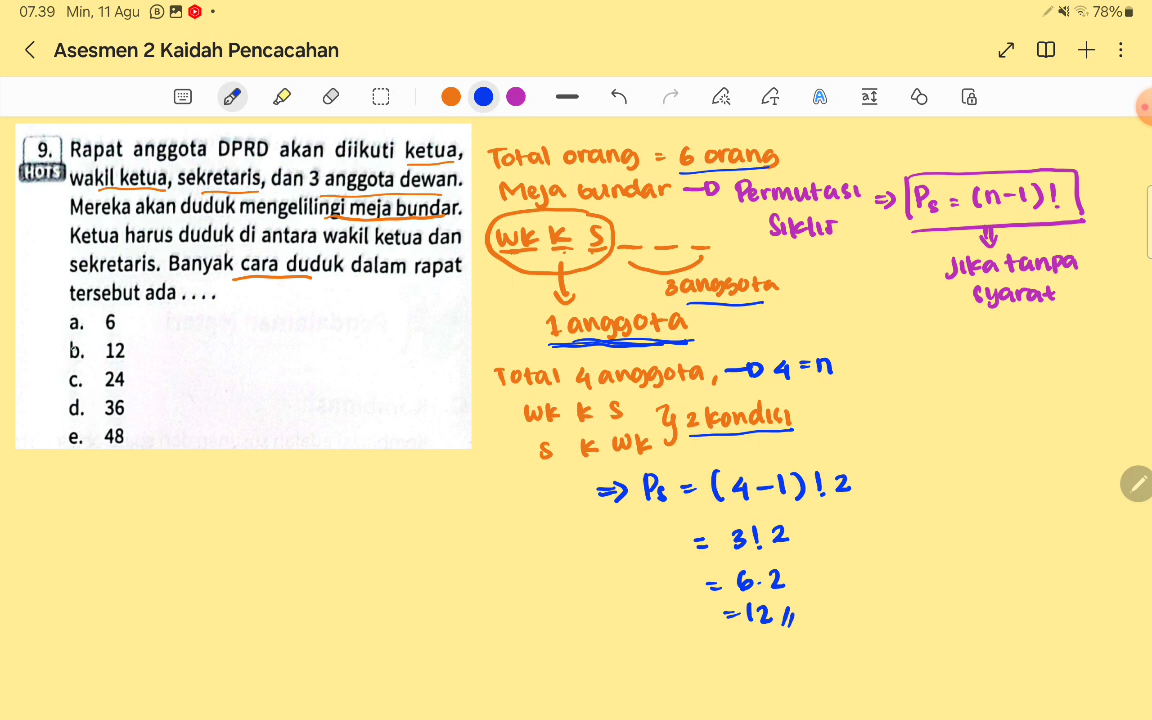 07.39 Min, 11 Agu
78%
Asesmen 2 Kaidah Pencacahan
9. Rapat anggota DPRD akan diikuti ketua,
HOTS wakil ketua, sekretaris, dan 3 anggota dewan.
Mereka akan duduk mengelilingi meja bundar.
Ketua harus duduk di antara wakil ketua dan
sekretaris. Banyak cara duduk dalam rapat
tersebut ada . . . .
a. 6
b. 12
c. 24
d. 36
e. 48
Total orang = 6 orang
Meja bundar → Permutasi Siklir ⇒ Ps = (n-1)!
Jika tanpa syarat
WK K S _ _ _
3 anggota
1 anggota
Total 4 anggota, → 4 = n
WK K S } 2 kondisi
S K WK
⇒ Ps = (4-1)! 2
= 3! 2
= 6.2
= 12 //